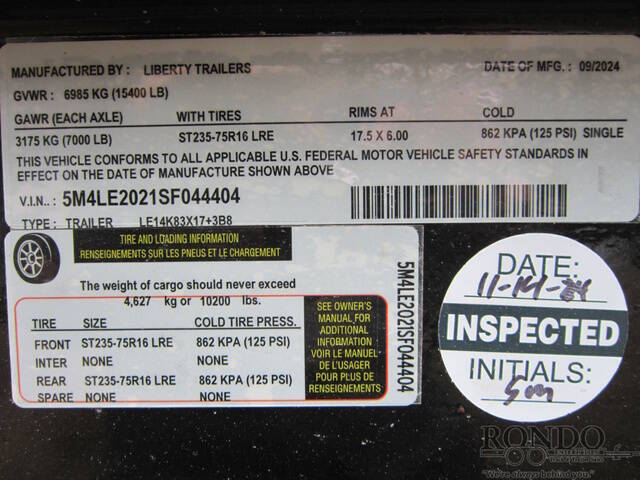 MANUFACTURED BY : LIBERTY TRAILERS DATE OF MFG. : 09/2024
GVWR : 6985 KG (15400 LB)
GAWR (EACH AXLE) WITH TIRES RIMS AT COLD
3175 KG (7000 LB) ST235-75R16 LRE 17.5 X 6.00 862 KPA (125 PSI) SINGLE
THIS VEHICLE CONFORMS TO ALL APPLICABLE U.S. FEDERAL MOTOR VEHICLE SAFETY STANDARDS IN
EFFECT ON THE DATE OF MANUFACTURE SHOWN ABOVE
V.I.N.. : 5M4LE2021SF044404
TYPE : TRAILER LE14K83X17+3B8
TIRE AND LOADING INFORMATION
RENSEIGNEMENTS SUR LES PNEUS ET LE CHARGEMENT
The weight of cargo should never exceed
4,627 kg or 10200 lbs.
TIRE SIZE COLD TIRE PRESS.
FRONT ST235-75R16 LRE 862 KPA (125 PSI)
INTER NONE NONE
REAR ST235-75R16 LRE 862 KPA (125 PSI)
SPARE NONE NONE
SEE OWNER'S
MANUAL FOR
ADDITIONAL
INFORMATION
VOIR LE MANUEL
DE L'USAGER
POUR PLUS DE
RENSEIGNEMENTS
5M4LE2021SF044404
DATE:
11-14-24
INSPECTED
INITIALS:
Sm
RONDO
"We're always behind you."